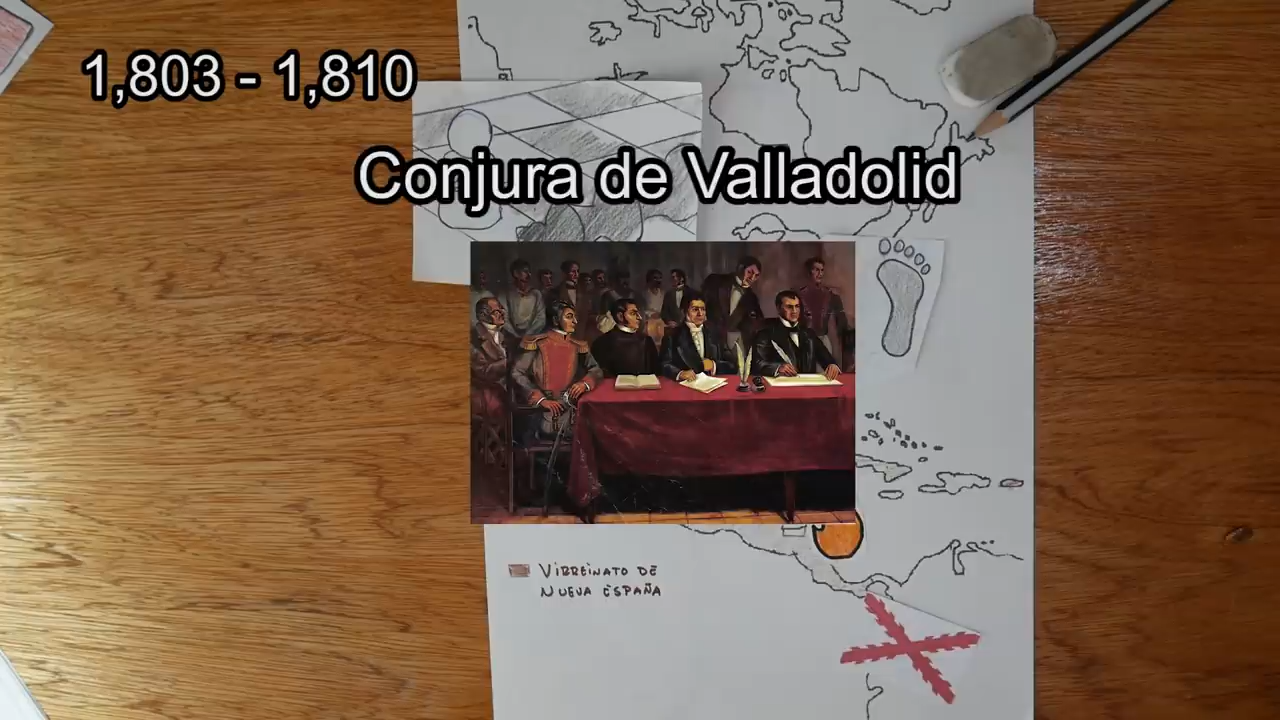 1,803 - 1,810
Conjura de Valladolid
VIRREINATO DE
NUEVA ESPAÑA